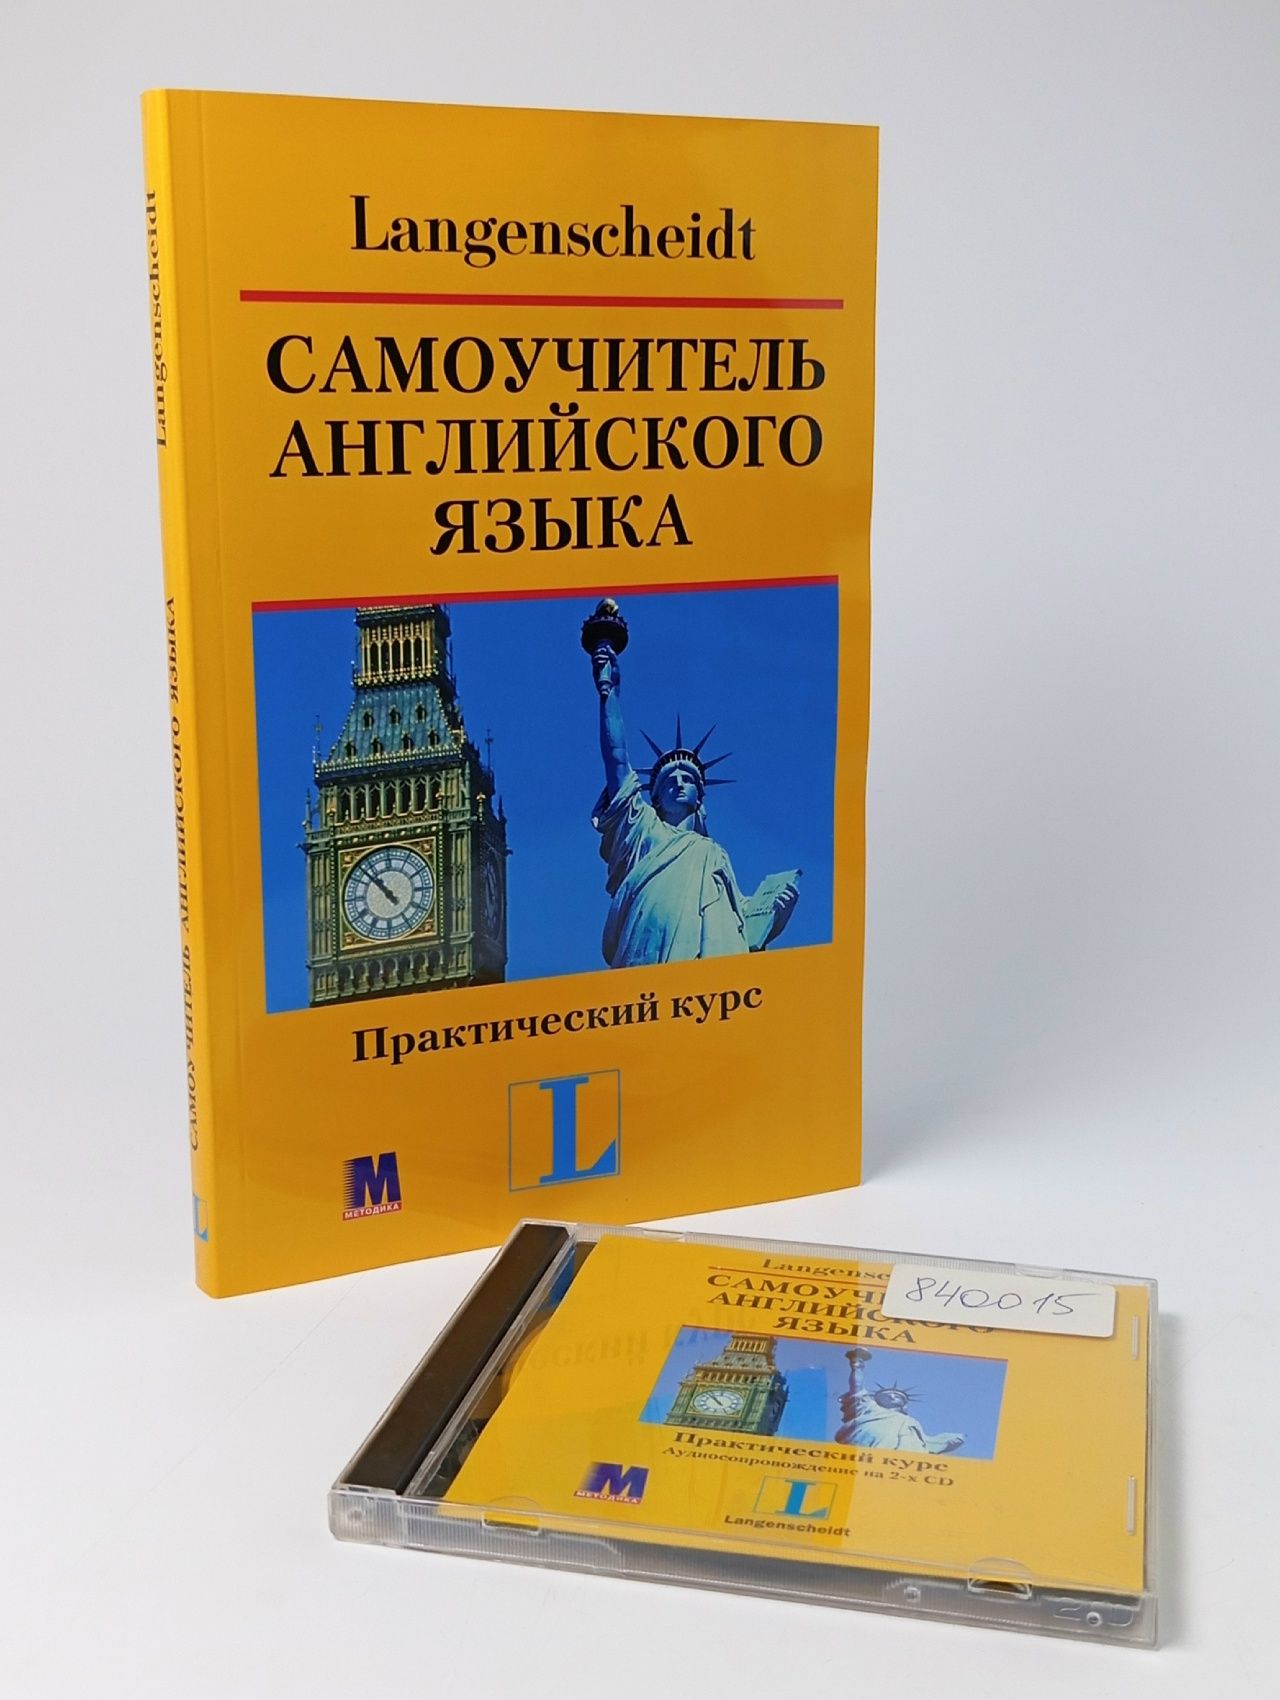 Langenscheidt
САМОУЧИТЕЛЬ
АНГЛИЙСКОГО
ЯЗЫКА
Практический курс
L
М
МЕТОДИКА
Langenscheidt
САМОУЧИТЕЛЬ АНГЛИЙСКОГО ЯЗЫКА
L
840015
АНГЛИЙСКОГО
ЯЗЫКА
Практический курс
Аудиосопровождение на 2-х CD
М
МЕТОДИКА
L
Langenscheidt